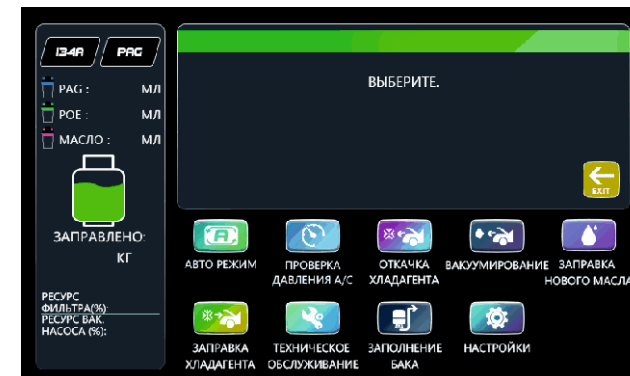 134A PAG
PAG : МЛ
POE : МЛ
МАСЛО : МЛ
ЗАПРАВЛЕНО:
КГ
РЕСУРС
ФИЛЬТРА(%):
РЕСУРС ВАК.
НАСОСА (%):
ВЫБЕРИТЕ.
EXIT
АВТО РЕЖИМ
ПРОВЕРКА
ДАВЛЕНИЯ A/C
ОТКАЧКА
ХЛАДАГЕНТА
ВАКУУМИРОВАНИЕ
ЗАПРАВКА
НОВОГО МАСЛА
ЗАПРАВКА
ХЛАДАГЕНТА
ТЕХНИЧЕСКОЕ
ОБСЛУЖИВАНИЕ
ЗАПОЛНЕНИЕ
БАКА
НАСТРОЙКИ